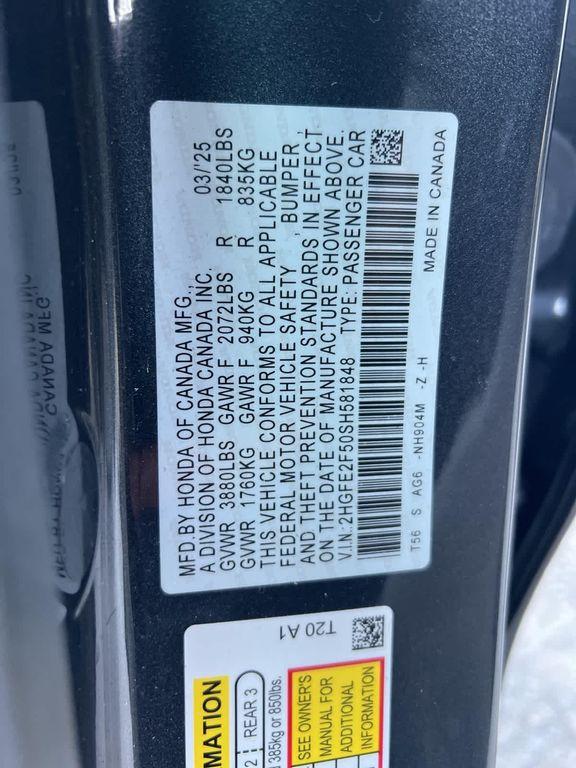 MFD.BY HONDA OF CANADA MFG.,
A DIVISION OF HONDA CANADA INC. 03/'25
GVWR 3880LBS GAWR F 2072LBS R 1840LBS
GVWR 1760KG GAWR F 940KG R 835KG
THIS VEHICLE CONFORMS TO ALL APPLICABLE
FEDERAL MOTOR VEHICLE SAFETY , BUMPER ,
AND THEFT PREVENTION STANDARDS IN EFFECT
ON THE DATE OF MANUFACTURE SHOWN ABOVE.
V.I.N.:2HGFE2F50SH581848 TYPE:PASSENGER CAR
T56 S AG6 -NH904M -Z -H MADE IN CANADA
T20 A1
MATION
2 REAR 3
385kg or 850lbs.
SEE OWNER'S
MANUAL FOR
ADDITIONAL
INFORMATION